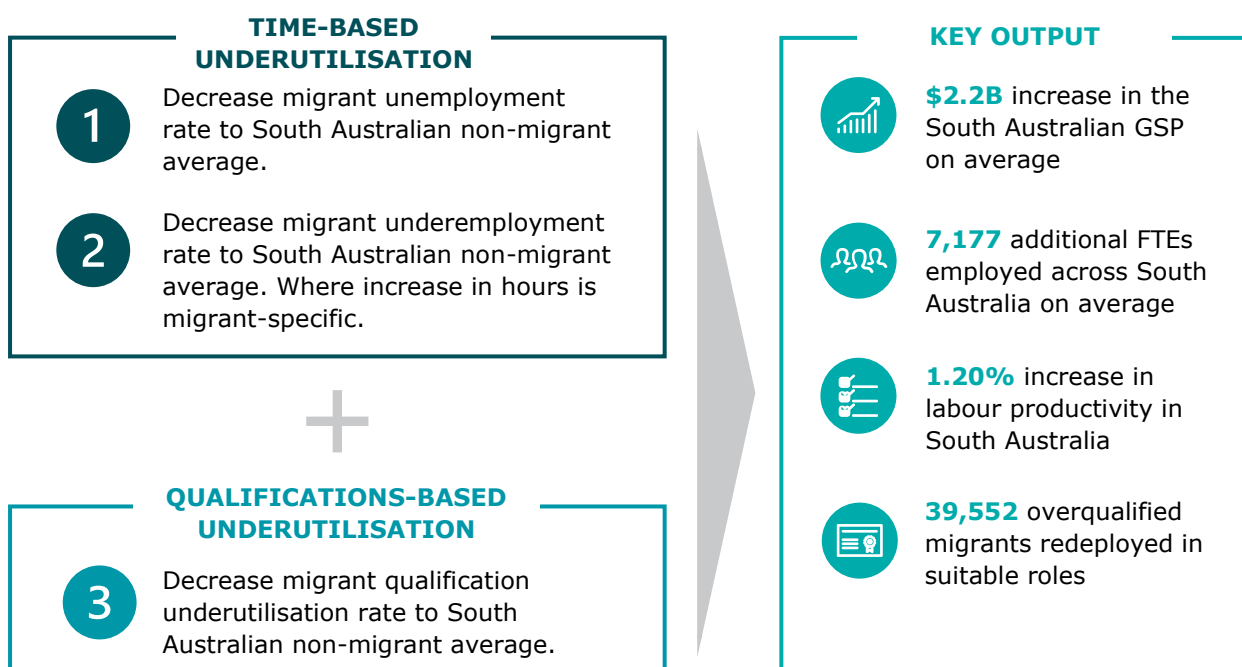 TIME-BASED
UNDERUTILISATION
1
Decrease migrant unemployment
rate to South Australian non-migrant
average.
2
Decrease migrant underemployment
rate to South Australian non-migrant
average. Where increase in hours is
migrant-specific.
+
QUALIFICATIONS-BASED
UNDERUTILISATION
3
Decrease migrant qualification
underutilisation rate to South
Australian non-migrant average.
KEY OUTPUT
$2.2B increase in the
South Australian GSP
on average
7,177 additional FTEs
employed across South
Australia on average
1.20% increase in
labour productivity in
South Australia
39,552 overqualified
migrants redeployed in
suitable roles